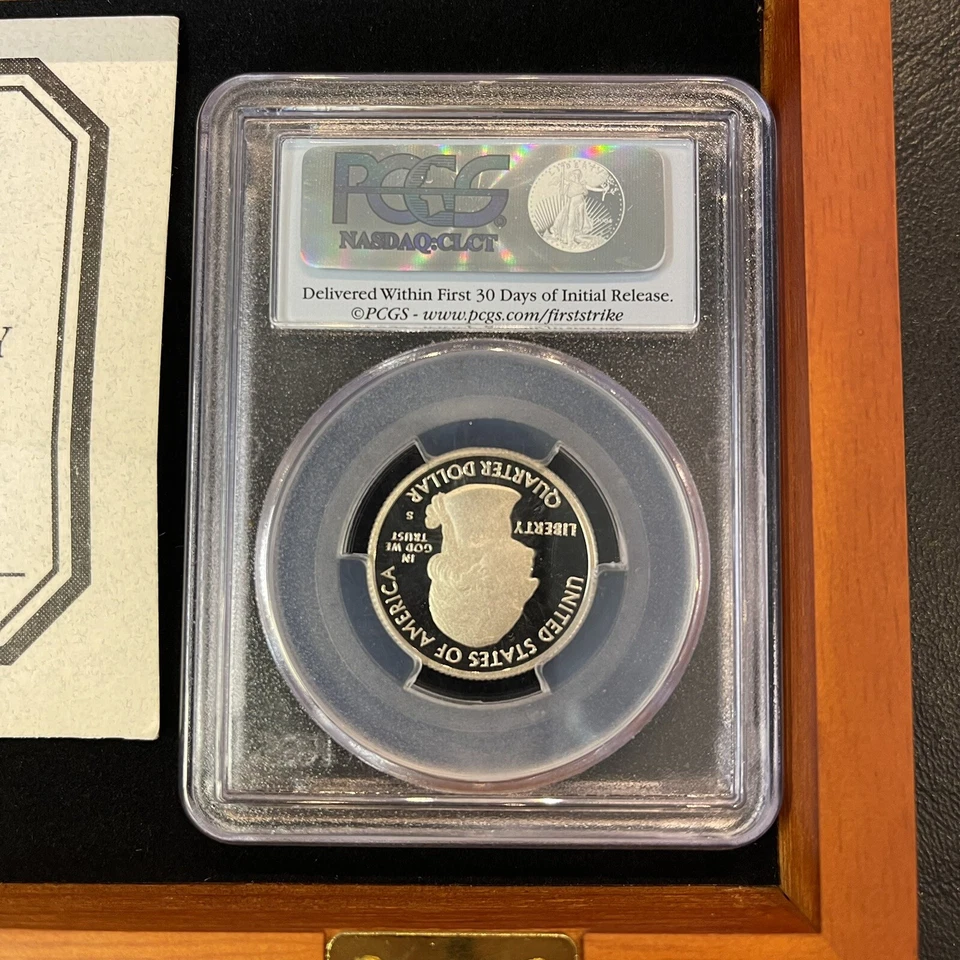 Y
PCGS®
NASDAQ:CLCT
Delivered Within First 30 Days of Initial Release.
©PCGS - www.pcgs.com/firststrike
UNITED STATES OF AMERICA
LIBERTY
IN
GOD WE
TRUST
S
QUARTER DOLLAR